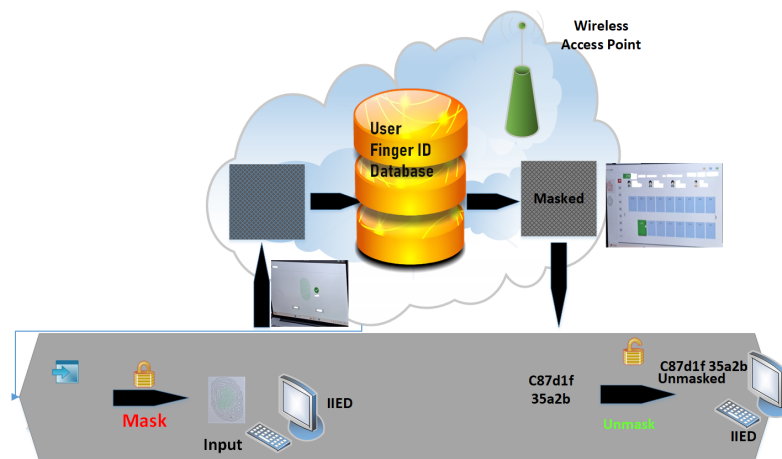 Wireless
Access Point
User
Finger ID
Database
Masked
Mask
Input
IIED
C87d1f
35a2b
Unmask
C87d1f 35a2b
Unmasked
IIED